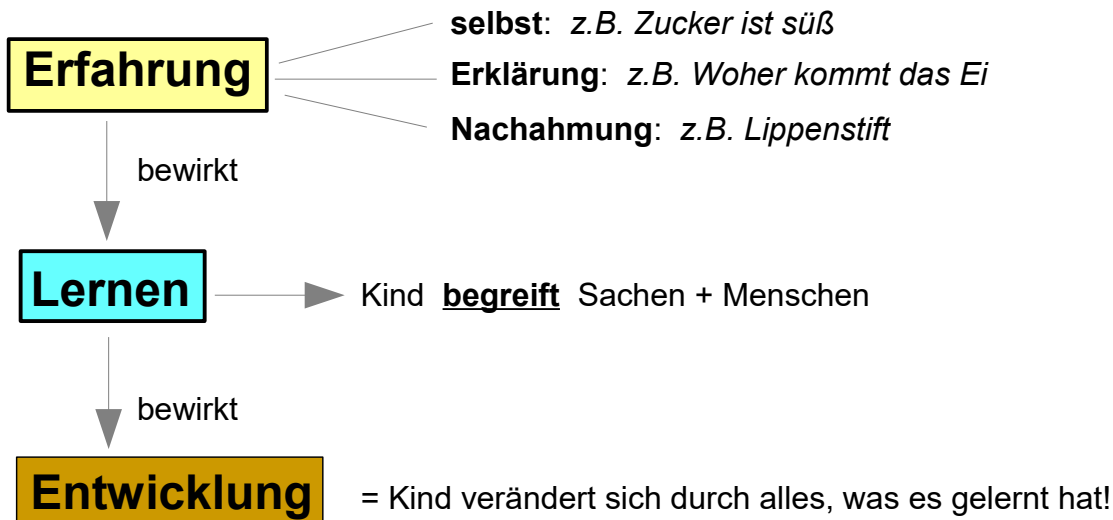 Erfahrung
selbst: z.B. Zucker ist süß
Erklärung: z.B. Woher kommt das Ei
Nachahmung: z.B. Lippenstift
bewirkt
Lernen
Kind begreift Sachen + Menschen
bewirkt
Entwicklung
= Kind verändert sich durch alles, was es gelernt hat!